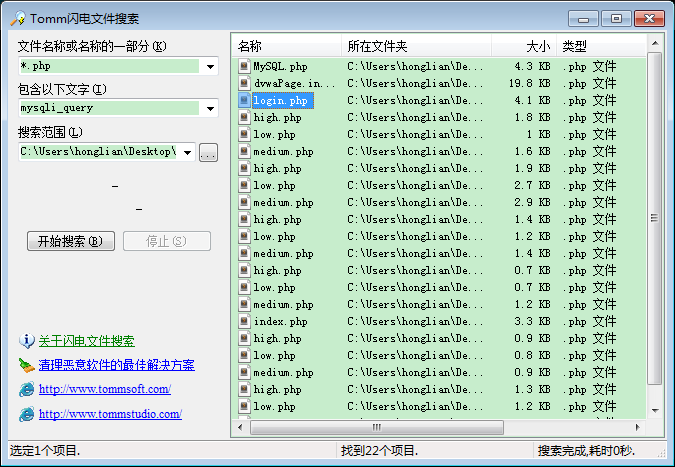 Tomm闪电文件搜索
文件名称或名称的一部分(K)
*.php
包含以下文字(I)
mysqli_query
搜索范围(L)
C:\Users\honglian\Desktop\
...
–
–
开始搜索(B) 停止(S)
关于闪电文件搜索
清理恶意软件的最佳解决方案
http://www.tommsoft.com/
http://www.tommstudio.com/
名称 所在文件夹 大小 类型
MySQL.php C:\Users\honglian\De... 4.3 KB .php 文件
dvwaPage.in... C:\Users\honglian\De... 19.8 KB .php 文件
login.php C:\Users\honglian\De... 4.1 KB .php 文件
high.php C:\Users\honglian\De... 1.8 KB .php 文件
low.php C:\Users\honglian\De... 1 KB .php 文件
medium.php C:\Users\honglian\De... 1.6 KB .php 文件
high.php C:\Users\honglian\De... 1.9 KB .php 文件
low.php C:\Users\honglian\De... 2.7 KB .php 文件
medium.php C:\Users\honglian\De... 2.9 KB .php 文件
high.php C:\Users\honglian\De... 1.4 KB .php 文件
low.php C:\Users\honglian\De... 1.2 KB .php 文件
medium.php C:\Users\honglian\De... 1.4 KB .php 文件
high.php C:\Users\honglian\De... 0.7 KB .php 文件
low.php C:\Users\honglian\De... 0.7 KB .php 文件
medium.php C:\Users\honglian\De... 1.2 KB .php 文件
index.php C:\Users\honglian\De... 3.3 KB .php 文件
high.php C:\Users\honglian\De... 0.9 KB .php 文件
low.php C:\Users\honglian\De... 0.8 KB .php 文件
medium.php C:\Users\honglian\De... 0.9 KB .php 文件
high.php C:\Users\honglian\De... 1.3 KB .php 文件
low.php C:\Users\honglian\De... 1.2 KB .php 文件
选定1个项目. 找到22个项目. 搜索完成,耗时0秒.